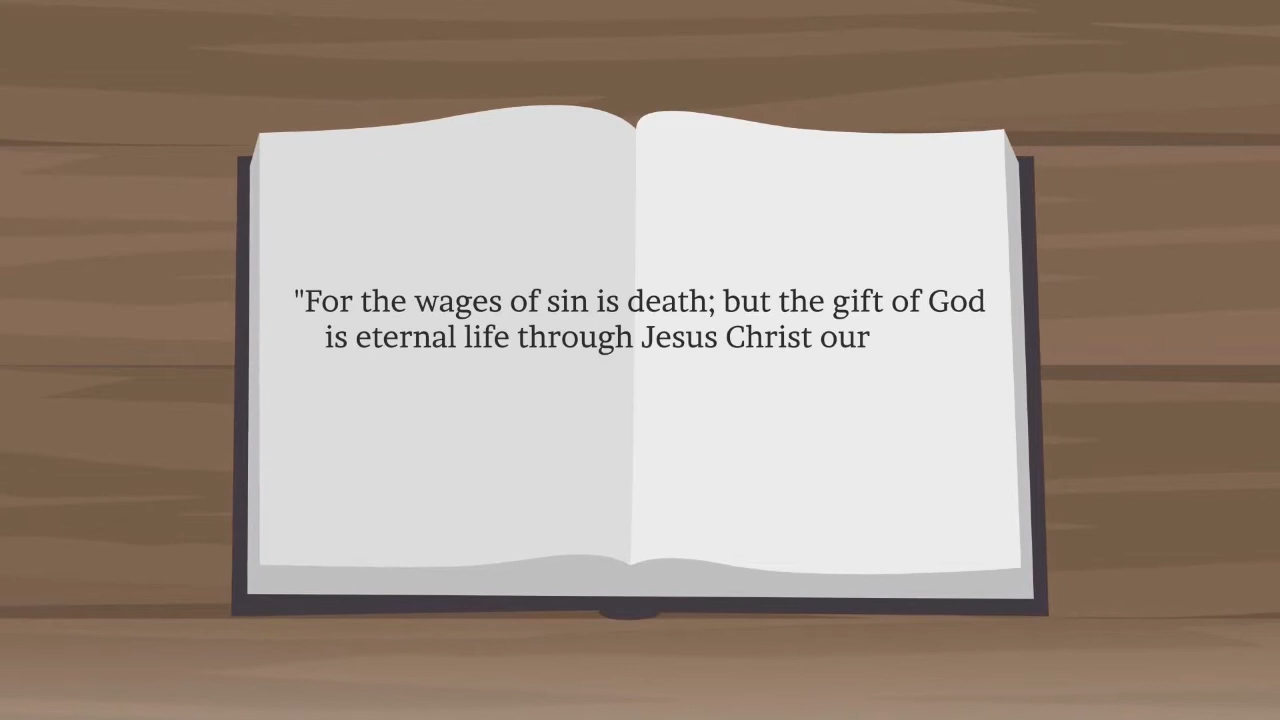 "For the wages of sin is death; but the gift of God
is eternal life through Jesus Christ our